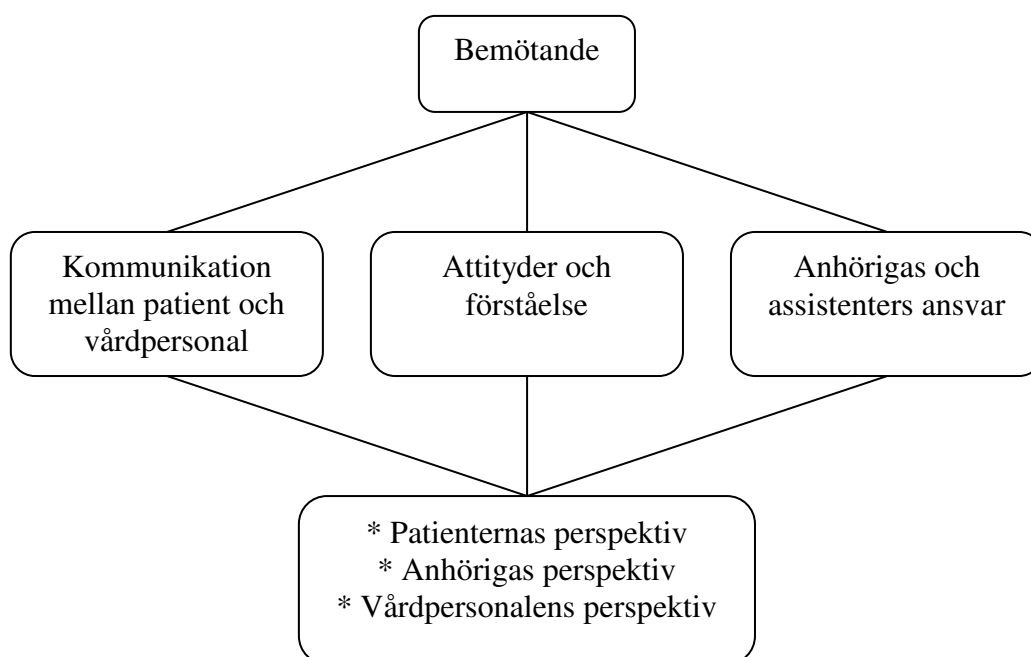 Bemötande
Kommunikation
mellan patient och
vårdpersonal
Attityder och
förståelse
Anhörigas och
assistenters ansvar
* Patienternas perspektiv
* Anhörigas perspektiv
* Vårdpersonalens perspektiv